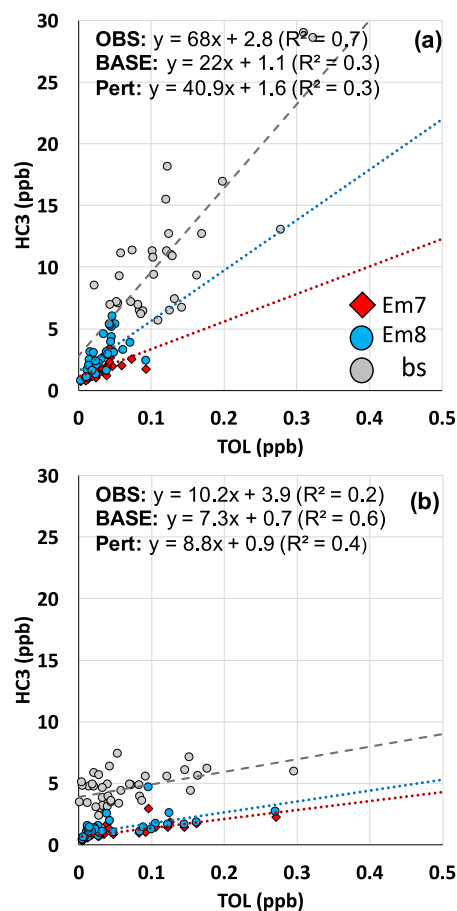 OBS: y = 68x + 2.8 (R² = 0.7) (a)
BASE: y = 22x + 1.1 (R² = 0.3)
Pert: y = 40.9x + 1.6 (R² = 0.3)
30
25
20
15
10
5
0
HC3 (ppb)
Em7
Em8
bs
0 0.1 0.2 0.3 0.4 0.5
TOL (ppb)
OBS: y = 10.2x + 3.9 (R² = 0.2) (b)
BASE: y = 7.3x + 0.7 (R² = 0.6)
Pert: y = 8.8x + 0.9 (R² = 0.4)
30
25
20
15
10
5
0
HC3 (ppb)
0 0.1 0.2 0.3 0.4 0.5
TOL (ppb)